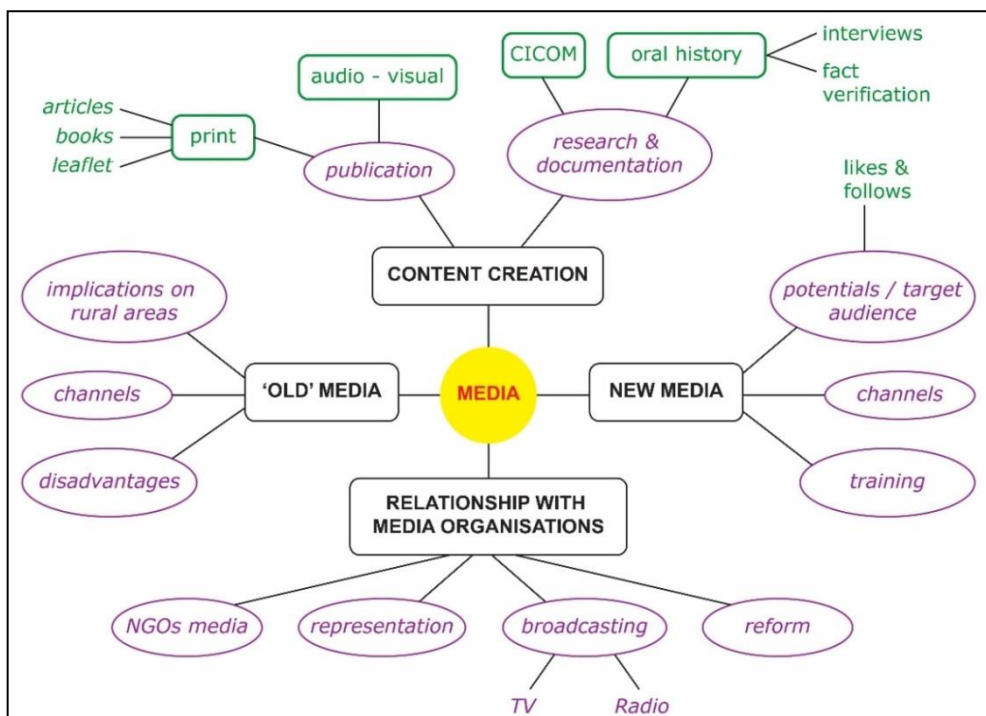 CICOM
oral history
interviews
fact
verification
audio - visual
articles
books
leaflet
print
publication
research &
documentation
likes &
follows
CONTENT CREATION
implications on
rural areas
potentials / target
audience
'OLD' MEDIA
MEDIA
NEW MEDIA
channels
channels
disadvantages
training
RELATIONSHIP WITH
MEDIA ORGANISATIONS
NGOs media
representation
broadcasting
reform
TV
Radio